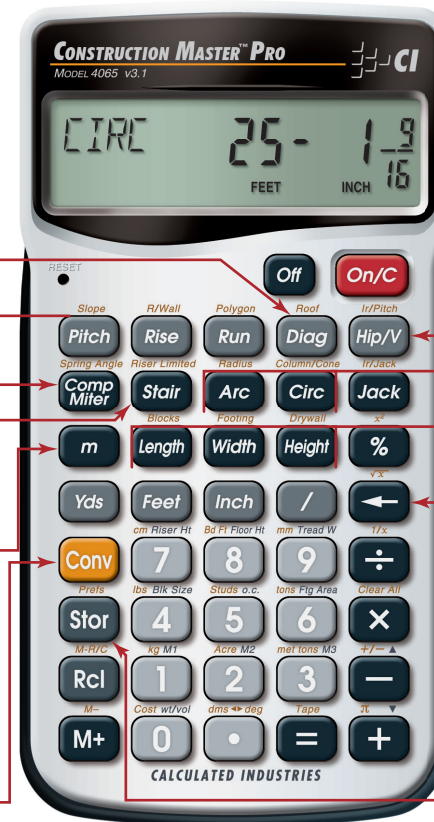 CONSTRUCTION MASTER™ PRO
MODEL 4065 v3.1
CI
CIRC 25- 1 9/16
FEET INCH
RESET
Off On/C
Slope R/Wall Polygon Roof Ir/Pitch
Pitch Rise Run Diag Hip/V
Spring Angle Riser Limited Radius Column/Cone Ir/Jack
Comp Miter Stair Arc Circ Jack
Blocks Footing Drywall x²
m Length Width Height %
√x
Yds Feet Inch /
cm Riser Ht Bd Ft Floor Ht mm Tread W 1/x
Conv 7 8 9 ÷
Prefs lbs Blk Size Studs o.c. tons Ftg Area Clear All
Stor 4 5 6 ×
M-R/C kg M1 Acre M2 met tons M3 +/− ▲
Rcl 1 2 3 −
M− Cost wt/vol dms◄►deg Tape π ▼
M+ 0 • = +
CALCULATED INDUSTRIES